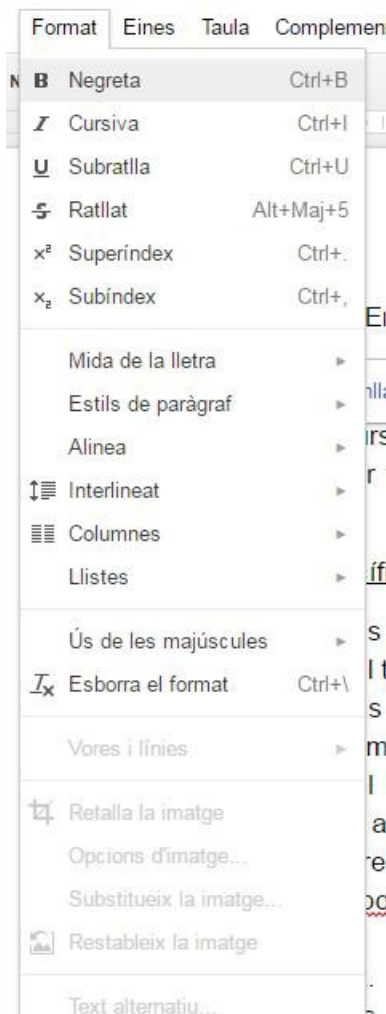 Format Eines Taula Complemen
N B Negreta Ctrl+B
I Cursiva Ctrl+I
U Subratlla Ctrl+U
S Ratllat Alt+Maj+5
x² Superíndex Ctrl+.
x₂ Subíndex Ctrl+,
Mida de la lletra
Estils de paràgraf
Alinea
Interlineat
Columnes
Llistes
Ús de les majúscules
Esborra el format Ctrl+\
Vores i línies
Retalla la imatge
Opcions d'imatge...
Substitueix la imatge...
Restableix la imatge
Text alternatiu...